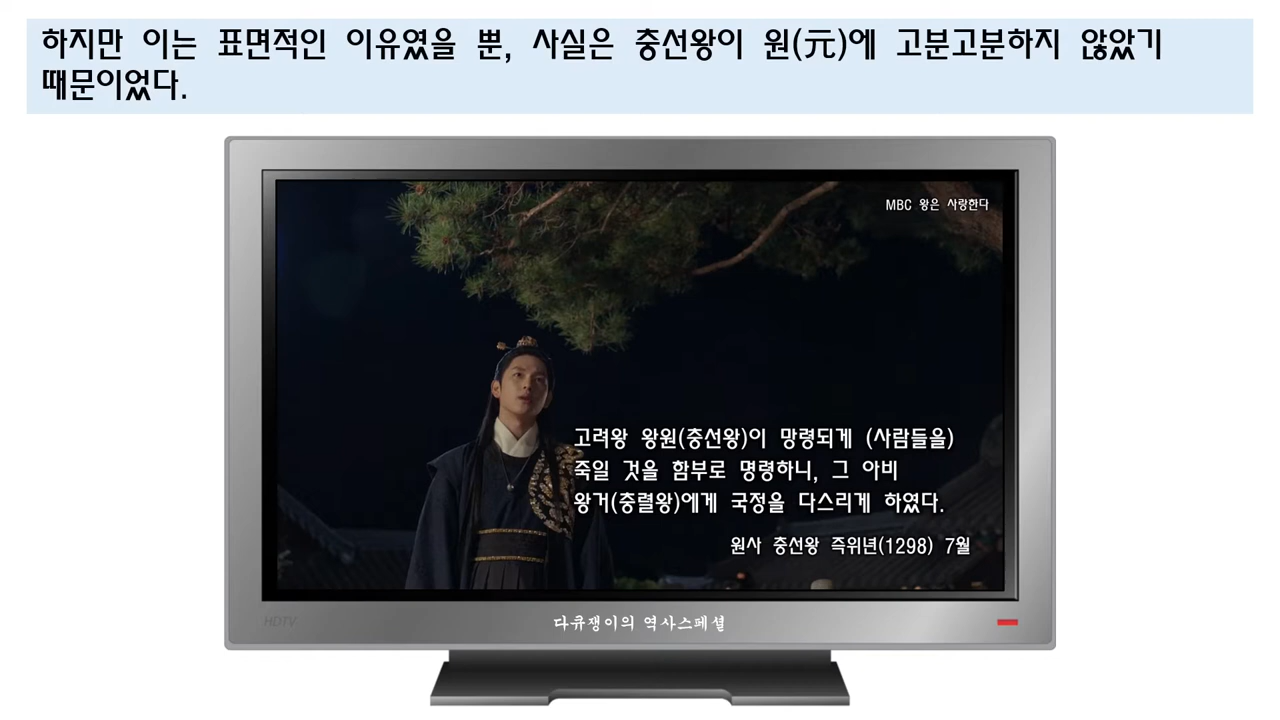 하지만 이는 표면적인 이유였을 뿐, 사실은 충선왕이 원(元)에 고분고분하지 않았기
때문이었다.
MBC 왕은 사랑한다
고려왕 왕원(충선왕)이 망령되게 (사람들을)
죽일 것을 함부로 명령하니, 그 아비
왕거(충렬왕)에게 국정을 다스리게 하였다.
원사 충선왕 즉위년(1298) 7월
HDTV
다큐쟁이의 역사스페셜